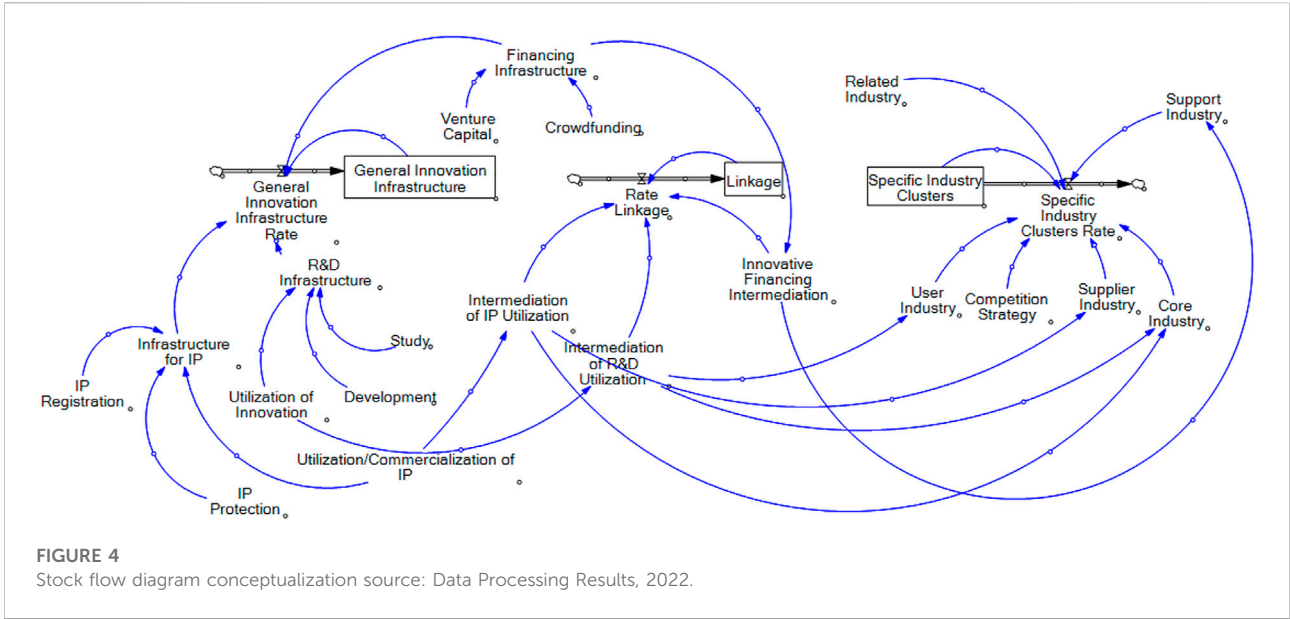 Financing
Infrastructure
Related
Industry
Support
Industry
Venture
Capital
Crowdfunding
General Innovation
Infrastructure
General
Innovation
Infrastructure
Rate
Linkage
Rate
Linkage
Specific Industry
Clusters
Specific
Industry
Clusters Rate
R&D
Infrastructure
Innovative
Financing
Intermediation
User
Industry
Competition
Strategy
Supplier
Industry
Core
Industry
Intermediation
of IP Utilization
Study
Infrastructure
for IP
Intermediation
of R&D
Utilization
IP
Registration
Utilization of
Innovation
Development
Utilization/Commercialization of
IP
IP
Protection
FIGURE 4
Stock flow diagram conceptualization source: Data Processing Results, 2022.